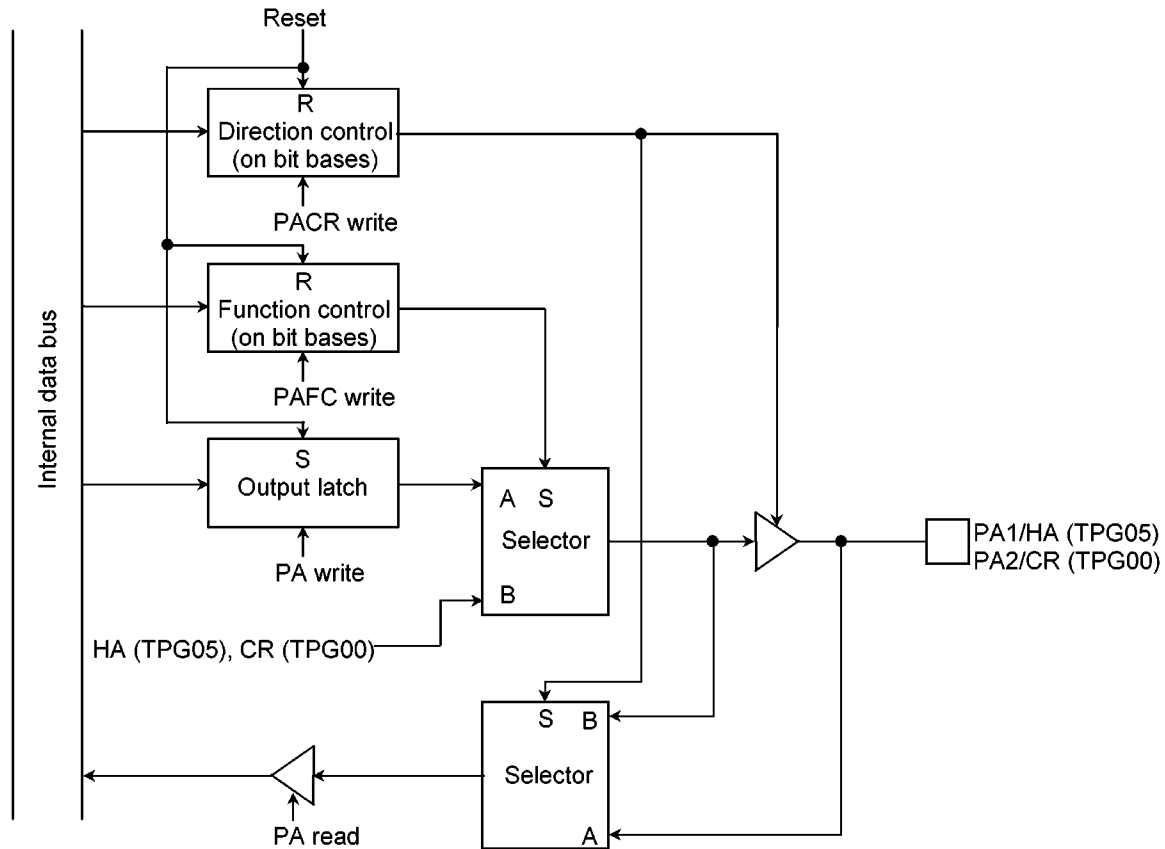 Reset
R
Direction control
(on bit bases)
PACR write
R
Function control
(on bit bases)
PAFC write
Internal data bus
S
Output latch
PA write
A S
Selector
B
HA (TPG05), CR (TPG00)
PA1/HA (TPG05)
PA2/CR (TPG00)
S B
Selector
A
PA read